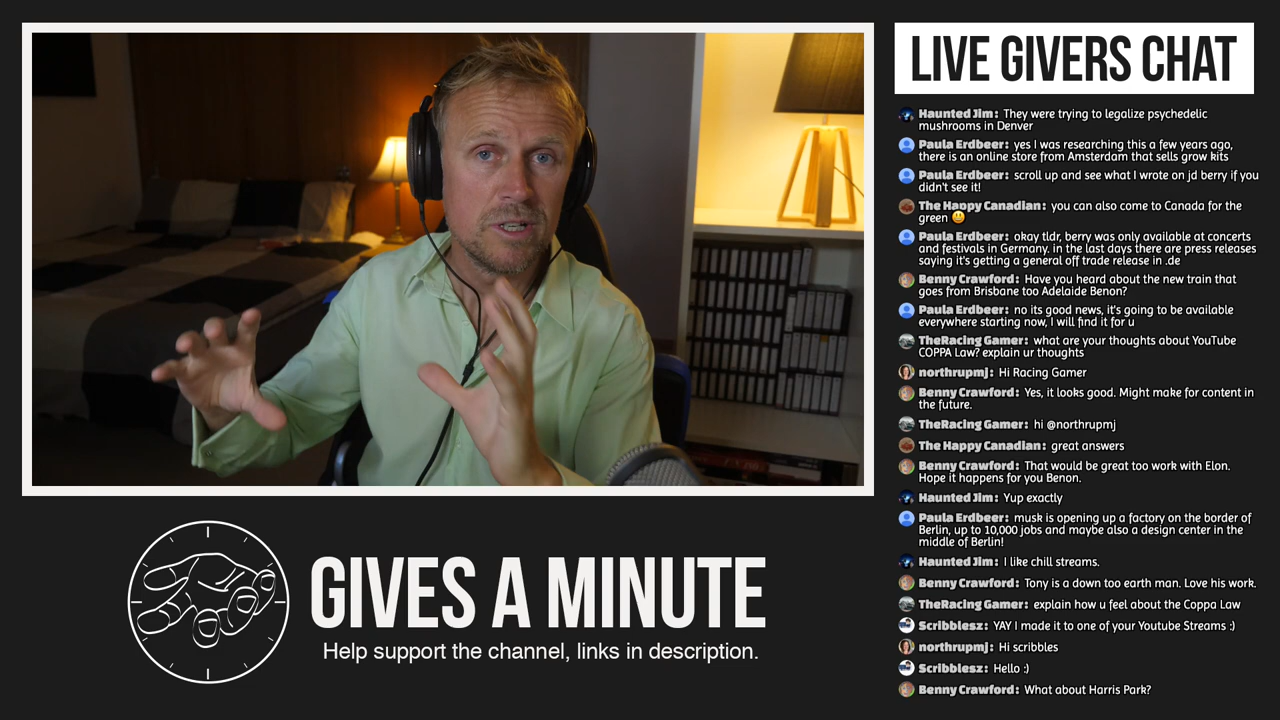 LIVE GIVERS CHAT
Haunted Jim: They were trying to legalize psychedelic
mushrooms in Denver
Paula Erdbeer: yes I was researching this a few years ago,
there is an online store from Amsterdam that sells grow kits
Paula Erdbeer: scroll up and see what I wrote on jd berry if you
didn't see it!
The Happy Canadian: you can also come to Canada for the
green 😃
Paula Erdbeer: okay tldr, berry was only available at concerts
and festivals in Germany. in the last days there are press releases
saying it's getting a general off trade release in .de
Benny Crawford: Have you heard about the new train that
goes from Brisbane too Adelaide Benon?
Paula Erdbeer: no its good news, it's going to be available
everywhere starting now, I will find it for u
TheRacing Gamer: what are your thoughts about YouTube
COPPA Law? explain ur thoughts
northrupmj: Hi Racing Gamer
Benny Crawford: Yes, it looks good. Might make for content in
the future.
TheRacing Gamer: hi @northrupmj
The Happy Canadian: great answers
Benny Crawford: That would be great too work with Elon.
Hope it happens for you Benon.
Haunted Jim: Yup exactly
Paula Erdbeer: musk is opening up a factory on the border of
Berlin, up to 10,000 jobs and maybe also a design center in the
middle of Berlin!
Haunted Jim: I like chill streams.
Benny Crawford: Tony is a down too earth man. Love his work.
TheRacing Gamer: explain how u feel about the Coppa Law
Scribblesz: YAY I made it to one of your Youtube Streams :)
northrupmj: Hi scribbles
Scribblesz: Hello :)
Benny Crawford: What about Harris Park?
GIVES A MINUTE
Help support the channel, links in description.